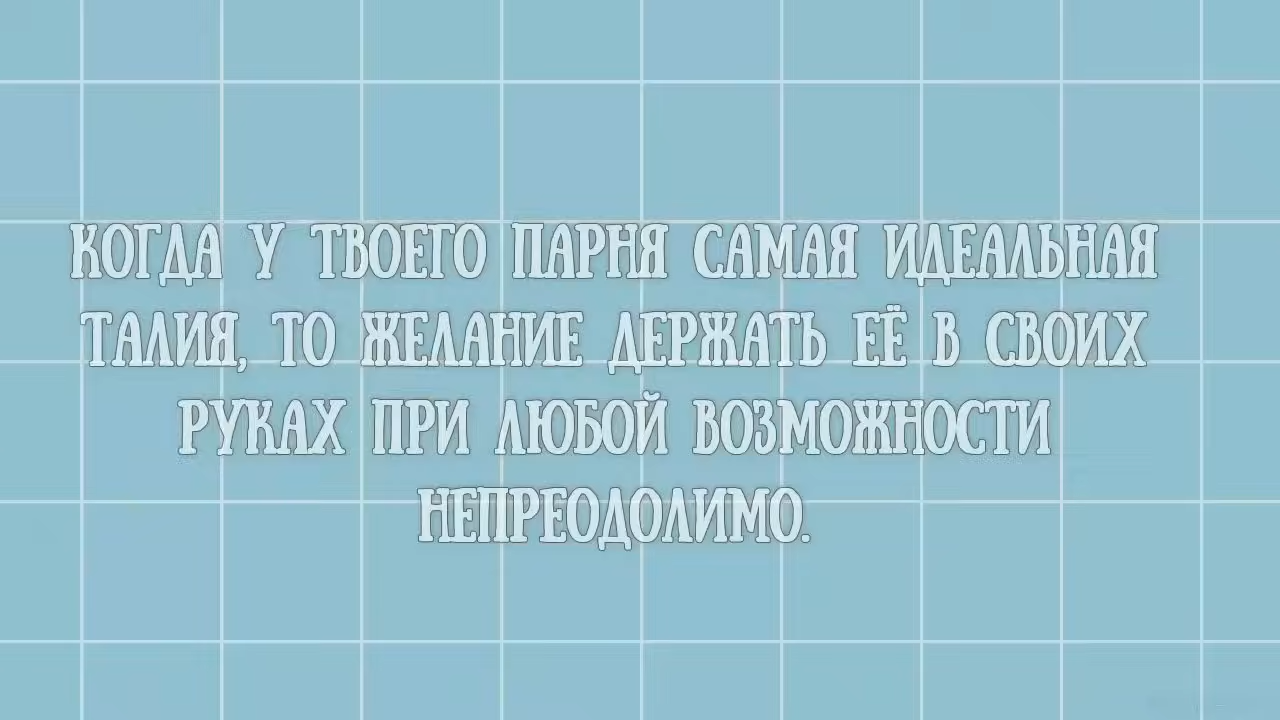 КОГДА У ТВОЕГО ПАРНЯ САМАЯ ИДЕАЛЬНАЯ
ТАЛИЯ, ТО ЖЕЛАНИЕ ДЕРЖАТЬ ЕЁ В СВОИХ
РУКАХ ПРИ ЛЮБОЙ ВОЗМОЖНОСТИ
НЕПРЕОДОЛИМО.